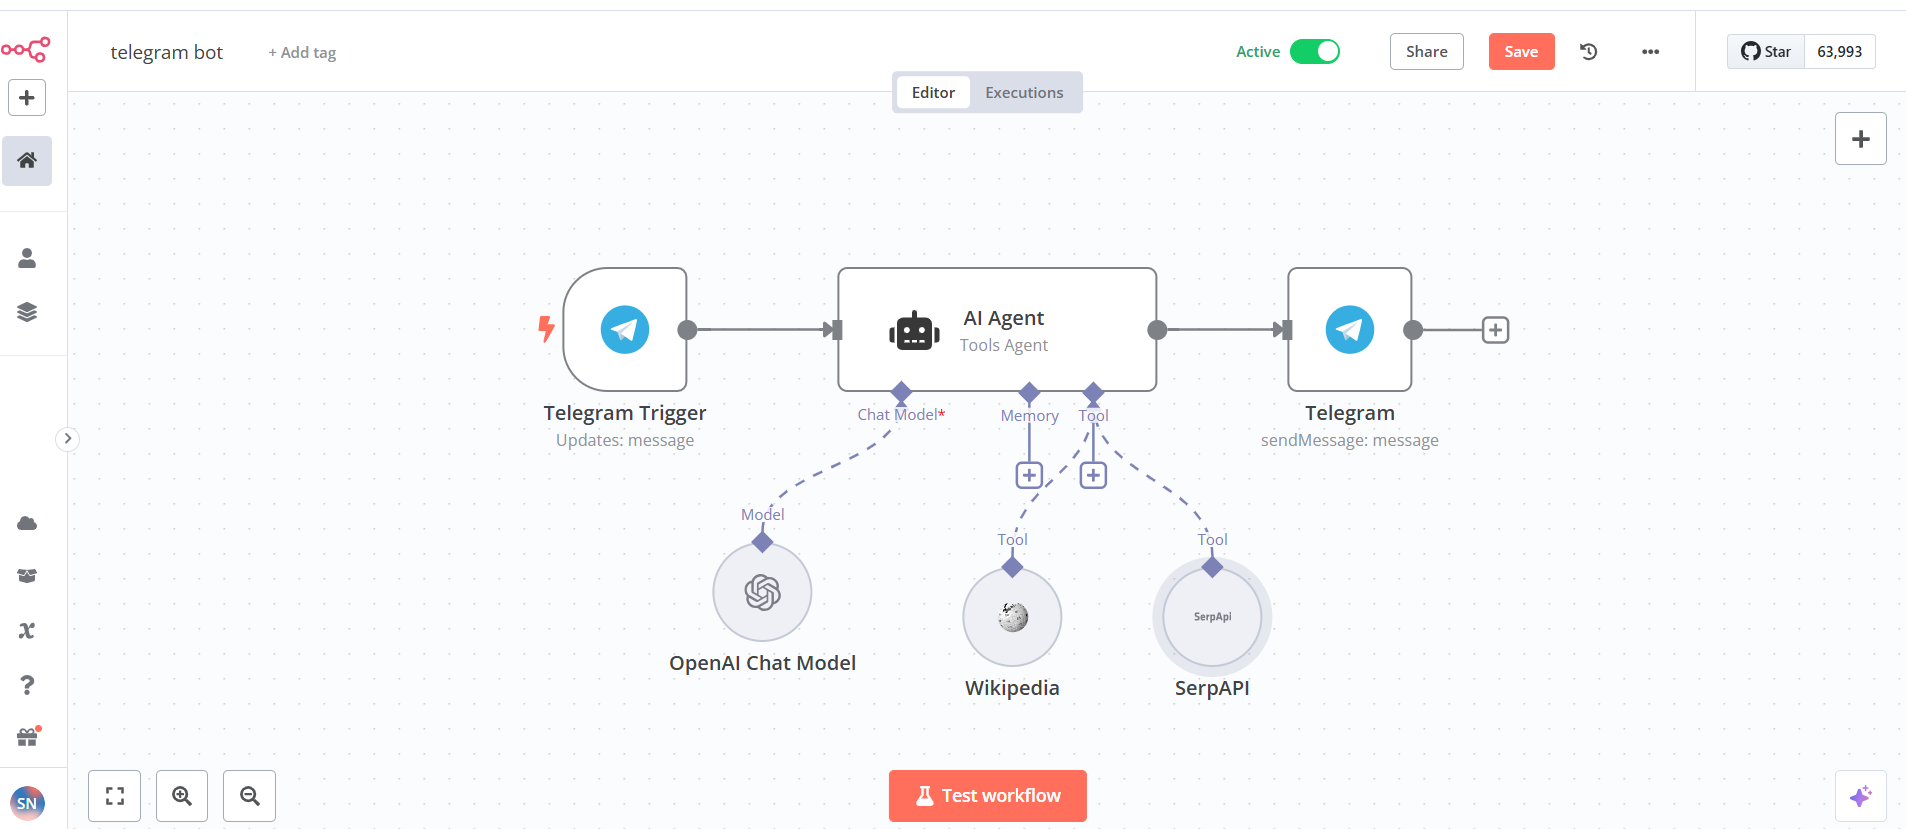 telegram bot
+ Add tag
Active
Share
Save
Star
63,993
Editor
Executions
AI Agent
Tools Agent
Chat Model*
Memory
Tool
Telegram Trigger
Updates: message
Telegram
sendMessage: message
Model
Tool
Tool
SerpApi
OpenAI Chat Model
Wikipedia
SerpAPI
SN
Test workflow